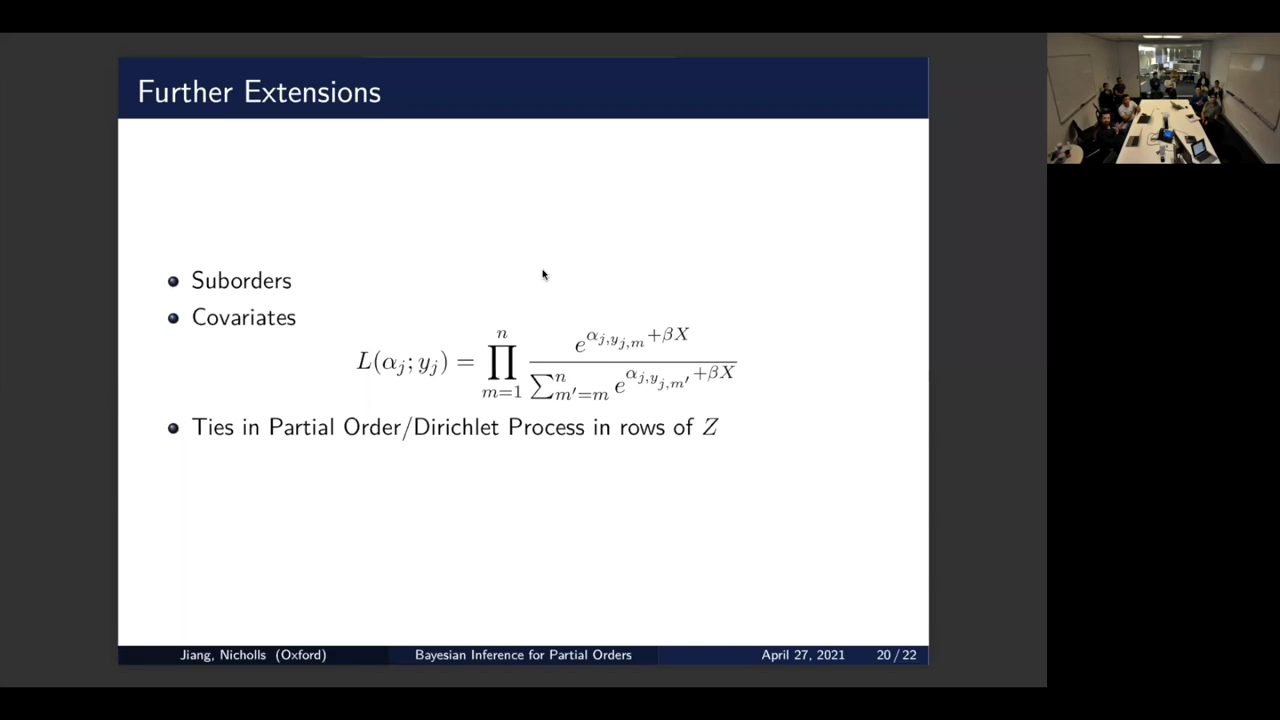 Further Extensions
Suborders
Covariates
L(α_j; y_j) = ∏_{m=1}^{n} e^{α_{j,y_{j,m}}+βX} / ∑_{m'=m}^{n} e^{α_{j,y_{j,m'}}+βX}
Ties in Partial Order/Dirichlet Process in rows of Z
Jiang, Nicholls (Oxford) Bayesian Inference for Partial Orders April 27, 2021 20 / 22